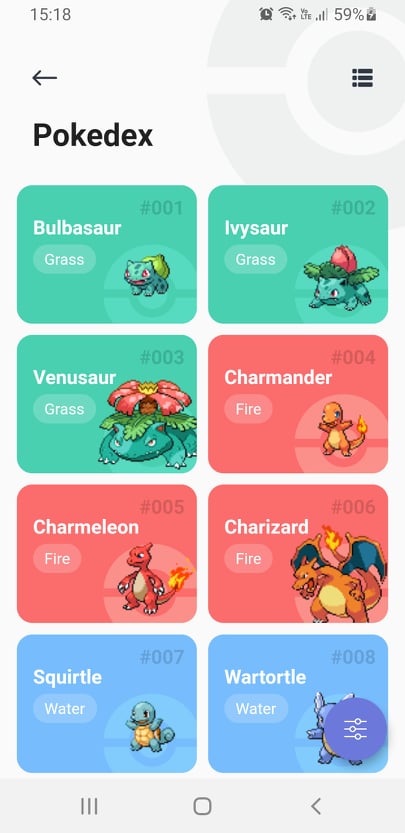 15:18 Vo LTE 59%
Pokedex
#001
Bulbasaur
Grass
#002
Ivysaur
Grass
#003
Venusaur
Grass
#004
Charmander
Fire
#005
Charmeleon
Fire
#006
Charizard
Fire
#007
Squirtle
Water
#008
Wartortle
Water